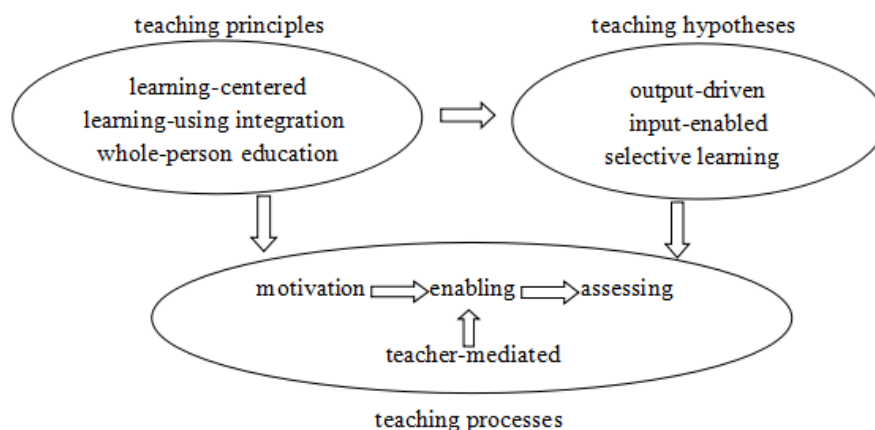 teaching principles
teaching hypotheses
learning-centered
learning-using integration
whole-person education
output-driven
input-enabled
selective learning
motivation
enabling
assessing
teacher-mediated
teaching processes